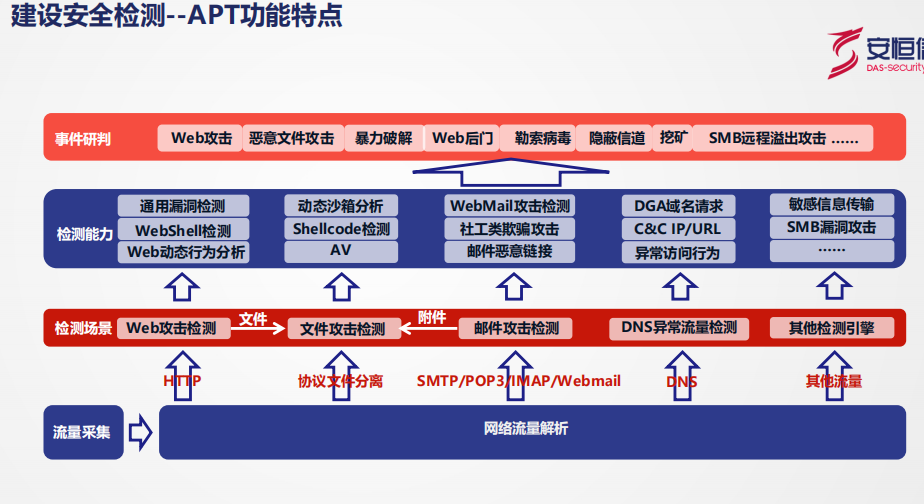 建设安全检测--APT功能特点
安恒信
DAS-security
事件研判 Web攻击 恶意文件攻击 暴力破解 Web后门 勒索病毒 隐蔽信道 挖矿 SMB远程溢出攻击 ......
检测能力
通用漏洞检测 动态沙箱分析 WebMail攻击检测 DGA域名请求 敏感信息传输
WebShell检测 Shellcode检测 社工类欺骗攻击 C&C IP/URL SMB漏洞攻击
Web动态行为分析 AV 邮件恶意链接 异常访问行为 ......
检测场景 Web攻击检测 文件 文件攻击检测 附件 邮件攻击检测 DNS异常流量检测 其他检测引擎
HTTP 协议文件分离 SMTP/POP3/IMAP/Webmail DNS 其他流量
流量采集 网络流量解析